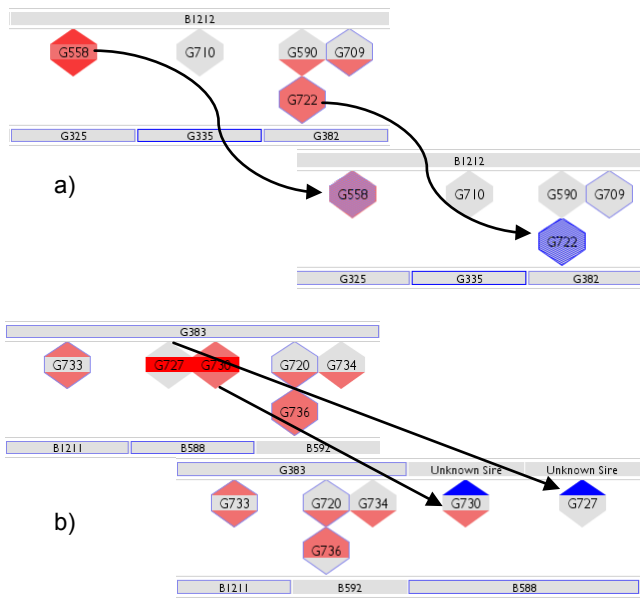 B1212
G558 G710 G590 G709
G722
G325 G335 G382
a)
B1212
G558 G710 G590 G709
G722
G325 G335 G382
G383
G733 G727 G730 G720 G734
G736
B1211 B588 B592
b)
G383 Unknown Sire Unknown Sire
G733 G720 G734 G730 G727
G736
B1211 B592 B588